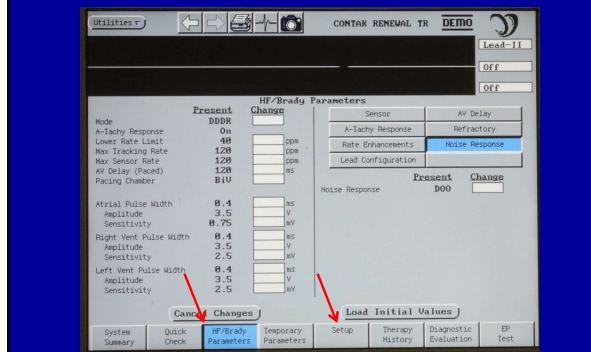 Utilities
CONTAK RENEWAL TR DEMO
Lead-II
Off
Off
HF/Brady Parameters
Present Change
Mode DDDR
A-Tachy Response On
Lower Rate Limit 40 ppm
Max Tracking Rate 120 ppm
Max Sensor Rate 120 ppm
AV Delay (Paced) 120 ms
Pacing Chamber BiV
Atrial Pulse Width 0.4 ms
Amplitude 3.5 V
Sensitivity 0.75 mV
Right Vent Pulse Width 0.4 ms
Amplitude 3.5 V
Sensitivity 2.5 mV
Left Vent Pulse Width 0.4 ms
Amplitude 3.5 V
Sensitivity 2.5 mV
Sensor AV Delay
A-Tachy Response Refractory
Rate Enhancements Noise Response
Lead Configuration
Present Change
Noise Response DOO
Cancel Changes Load Initial Values
System Summary
Quick Check
HF/Brady Parameters
Temporary Parameters
Setup
Therapy History
Diagnostic Evaluation
EP Test